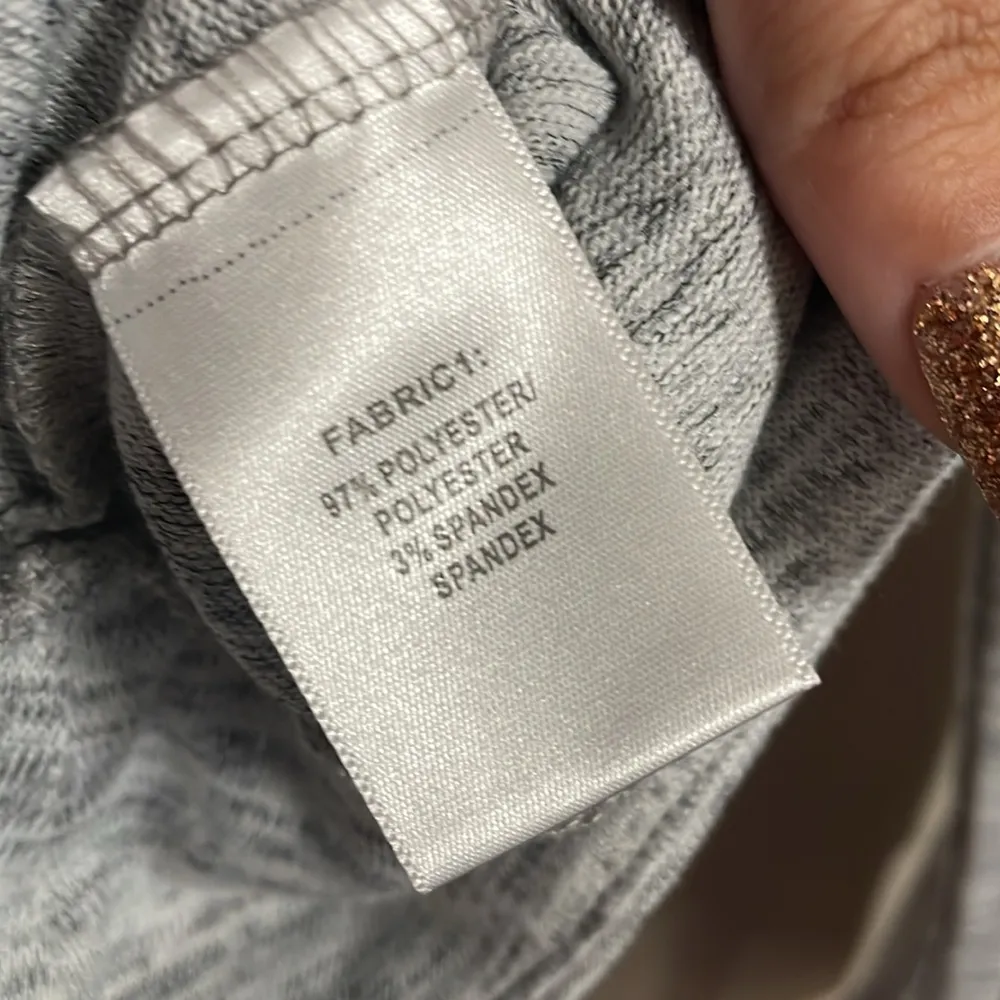 FABRIC1:
97% POLYESTER/
POLYESTER
3% SPANDEX
SPANDEX